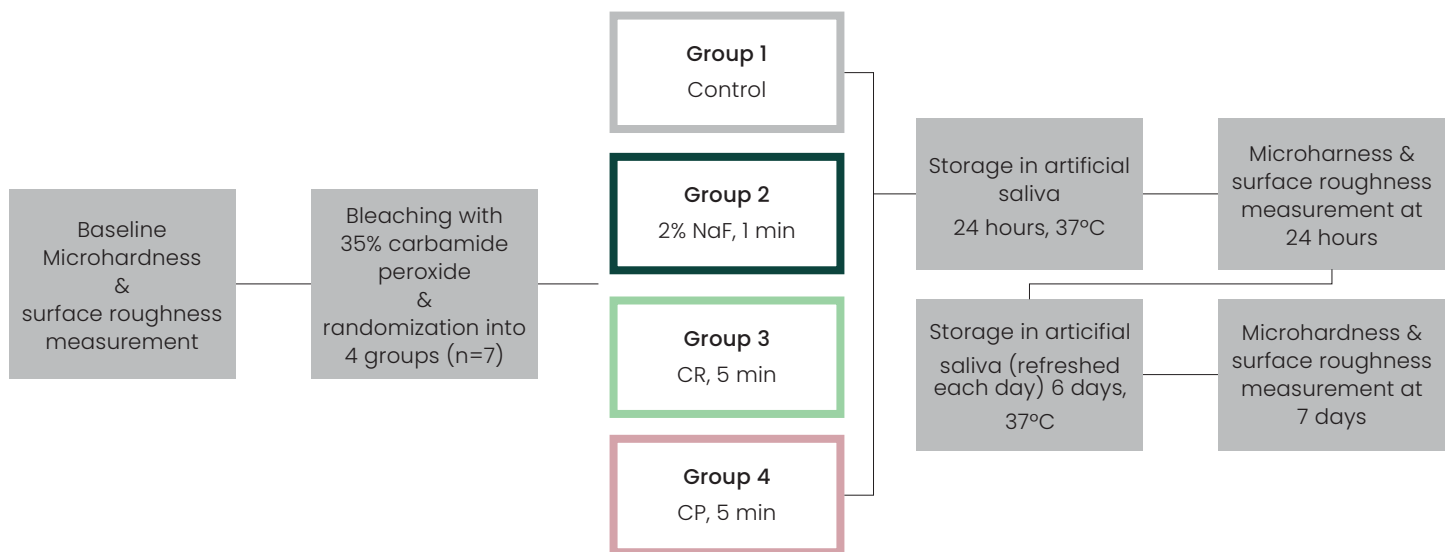 Baseline
Microhardness
&
surface roughness
measurement
Bleaching with
35% carbamide
peroxide
&
randomization into
4 groups (n=7)
Group 1
Control
Group 2
2% NaF, 1 min
Group 3
CR, 5 min
Group 4
CP, 5 min
Storage in artificial
saliva
24 hours, 37°C
Microharness &
surface roughness
measurement at
24 hours
Storage in articifial
saliva (refreshed
each day) 6 days,
37°C
Microhardness &
surface roughness
measurement at
7 days